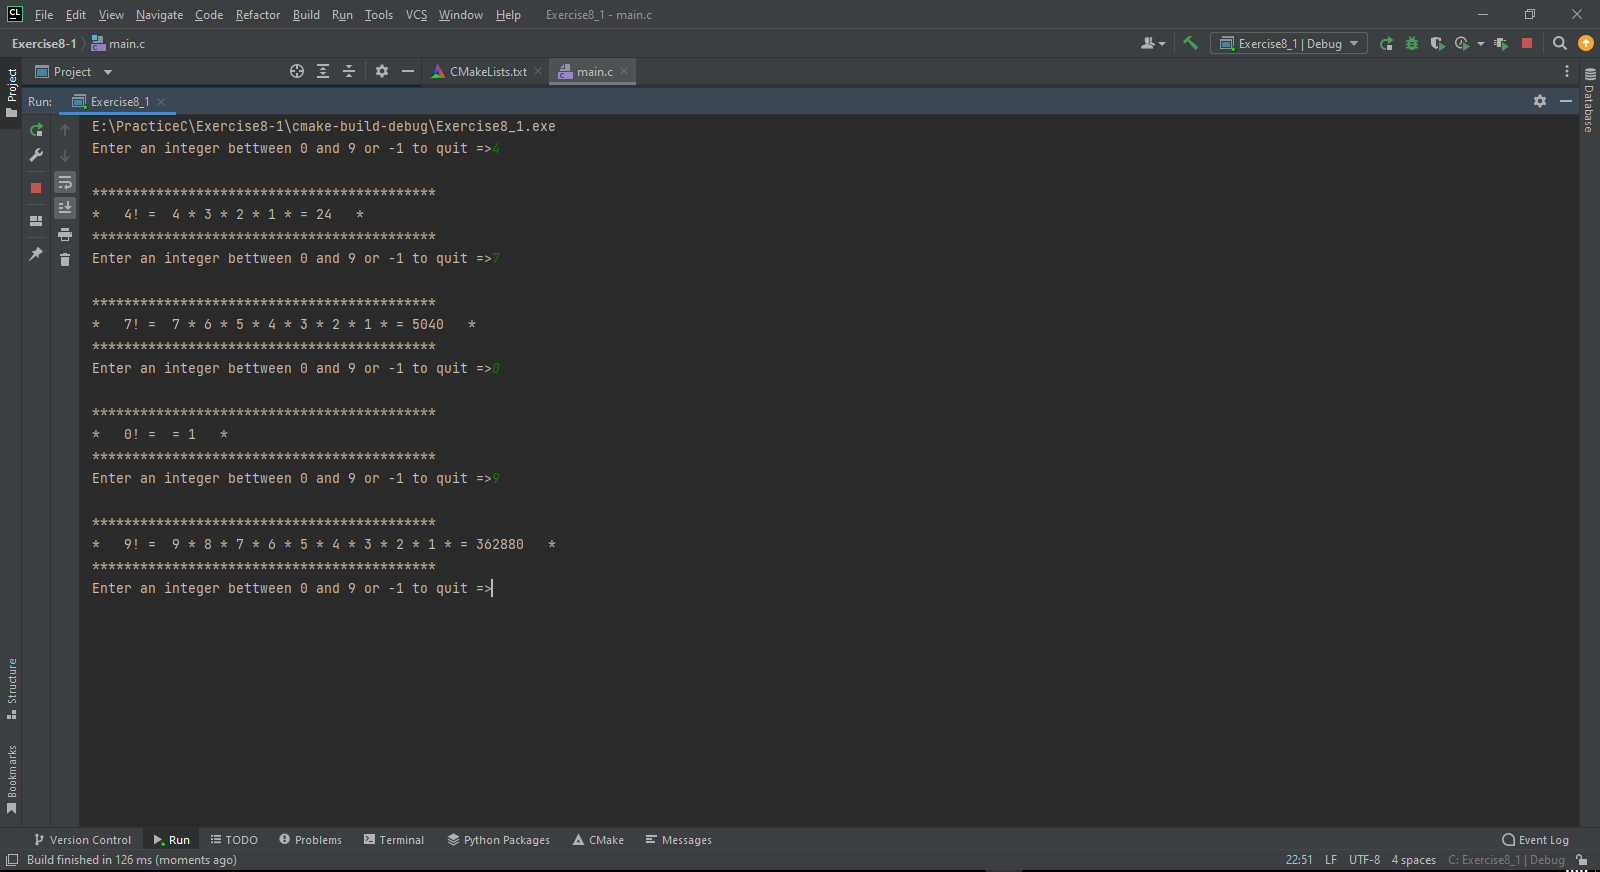 CL File Edit View Navigate Code Refactor Build Run Tools VCS Window Help Exercise8_1 - main.c
Exercise8-1 main.c Exercise8_1 | Debug
Project CMakeLists.txt main.c
Run: Exercise8_1
E:\PracticeC\Exercise8-1\cmake-build-debug\Exercise8_1.exe
Enter an integer bettween 0 and 9 or -1 to quit =>4
*******************************************
*   4! =  4 * 3 * 2 * 1 * = 24   *
*******************************************
Enter an integer bettween 0 and 9 or -1 to quit =>7
*******************************************
*   7! =  7 * 6 * 5 * 4 * 3 * 2 * 1 * = 5040   *
*******************************************
Enter an integer bettween 0 and 9 or -1 to quit =>0
*******************************************
*   0! =  = 1   *
*******************************************
Enter an integer bettween 0 and 9 or -1 to quit =>9
*******************************************
*   9! =  9 * 8 * 7 * 6 * 5 * 4 * 3 * 2 * 1 * = 362880   *
*******************************************
Enter an integer bettween 0 and 9 or -1 to quit =>
Project
Structure
Bookmarks
Database
Version Control Run TODO Problems Terminal Python Packages CMake Messages Event Log
Build finished in 126 ms (moments ago) 22:51 LF UTF-8 4 spaces C: Exercise8_1 | Debug